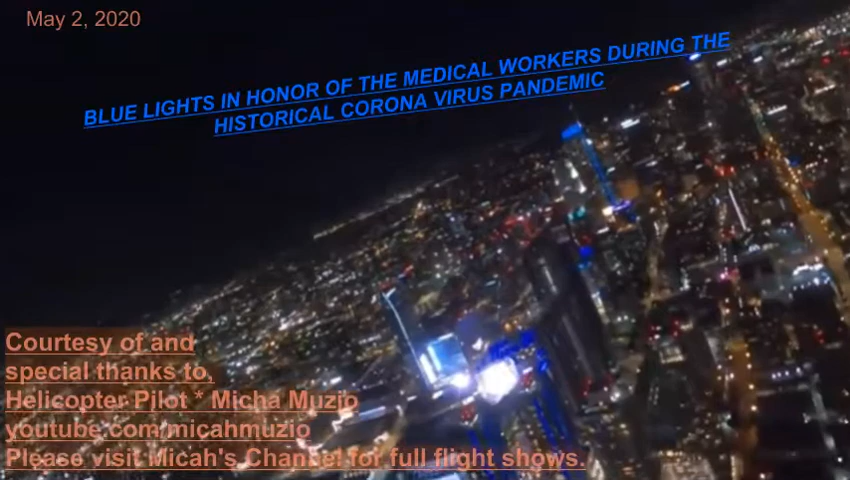 May 2, 2020
BLUE LIGHTS IN HONOR OF THE MEDICAL WORKERS DURING THE
HISTORICAL CORONA VIRUS PANDEMIC
Courtesy of and
special thanks to,
Helicopter Pilot * Micha Muzio
youtube.com/micahmuzio
Please visit Micah's Channel for full flight shows.